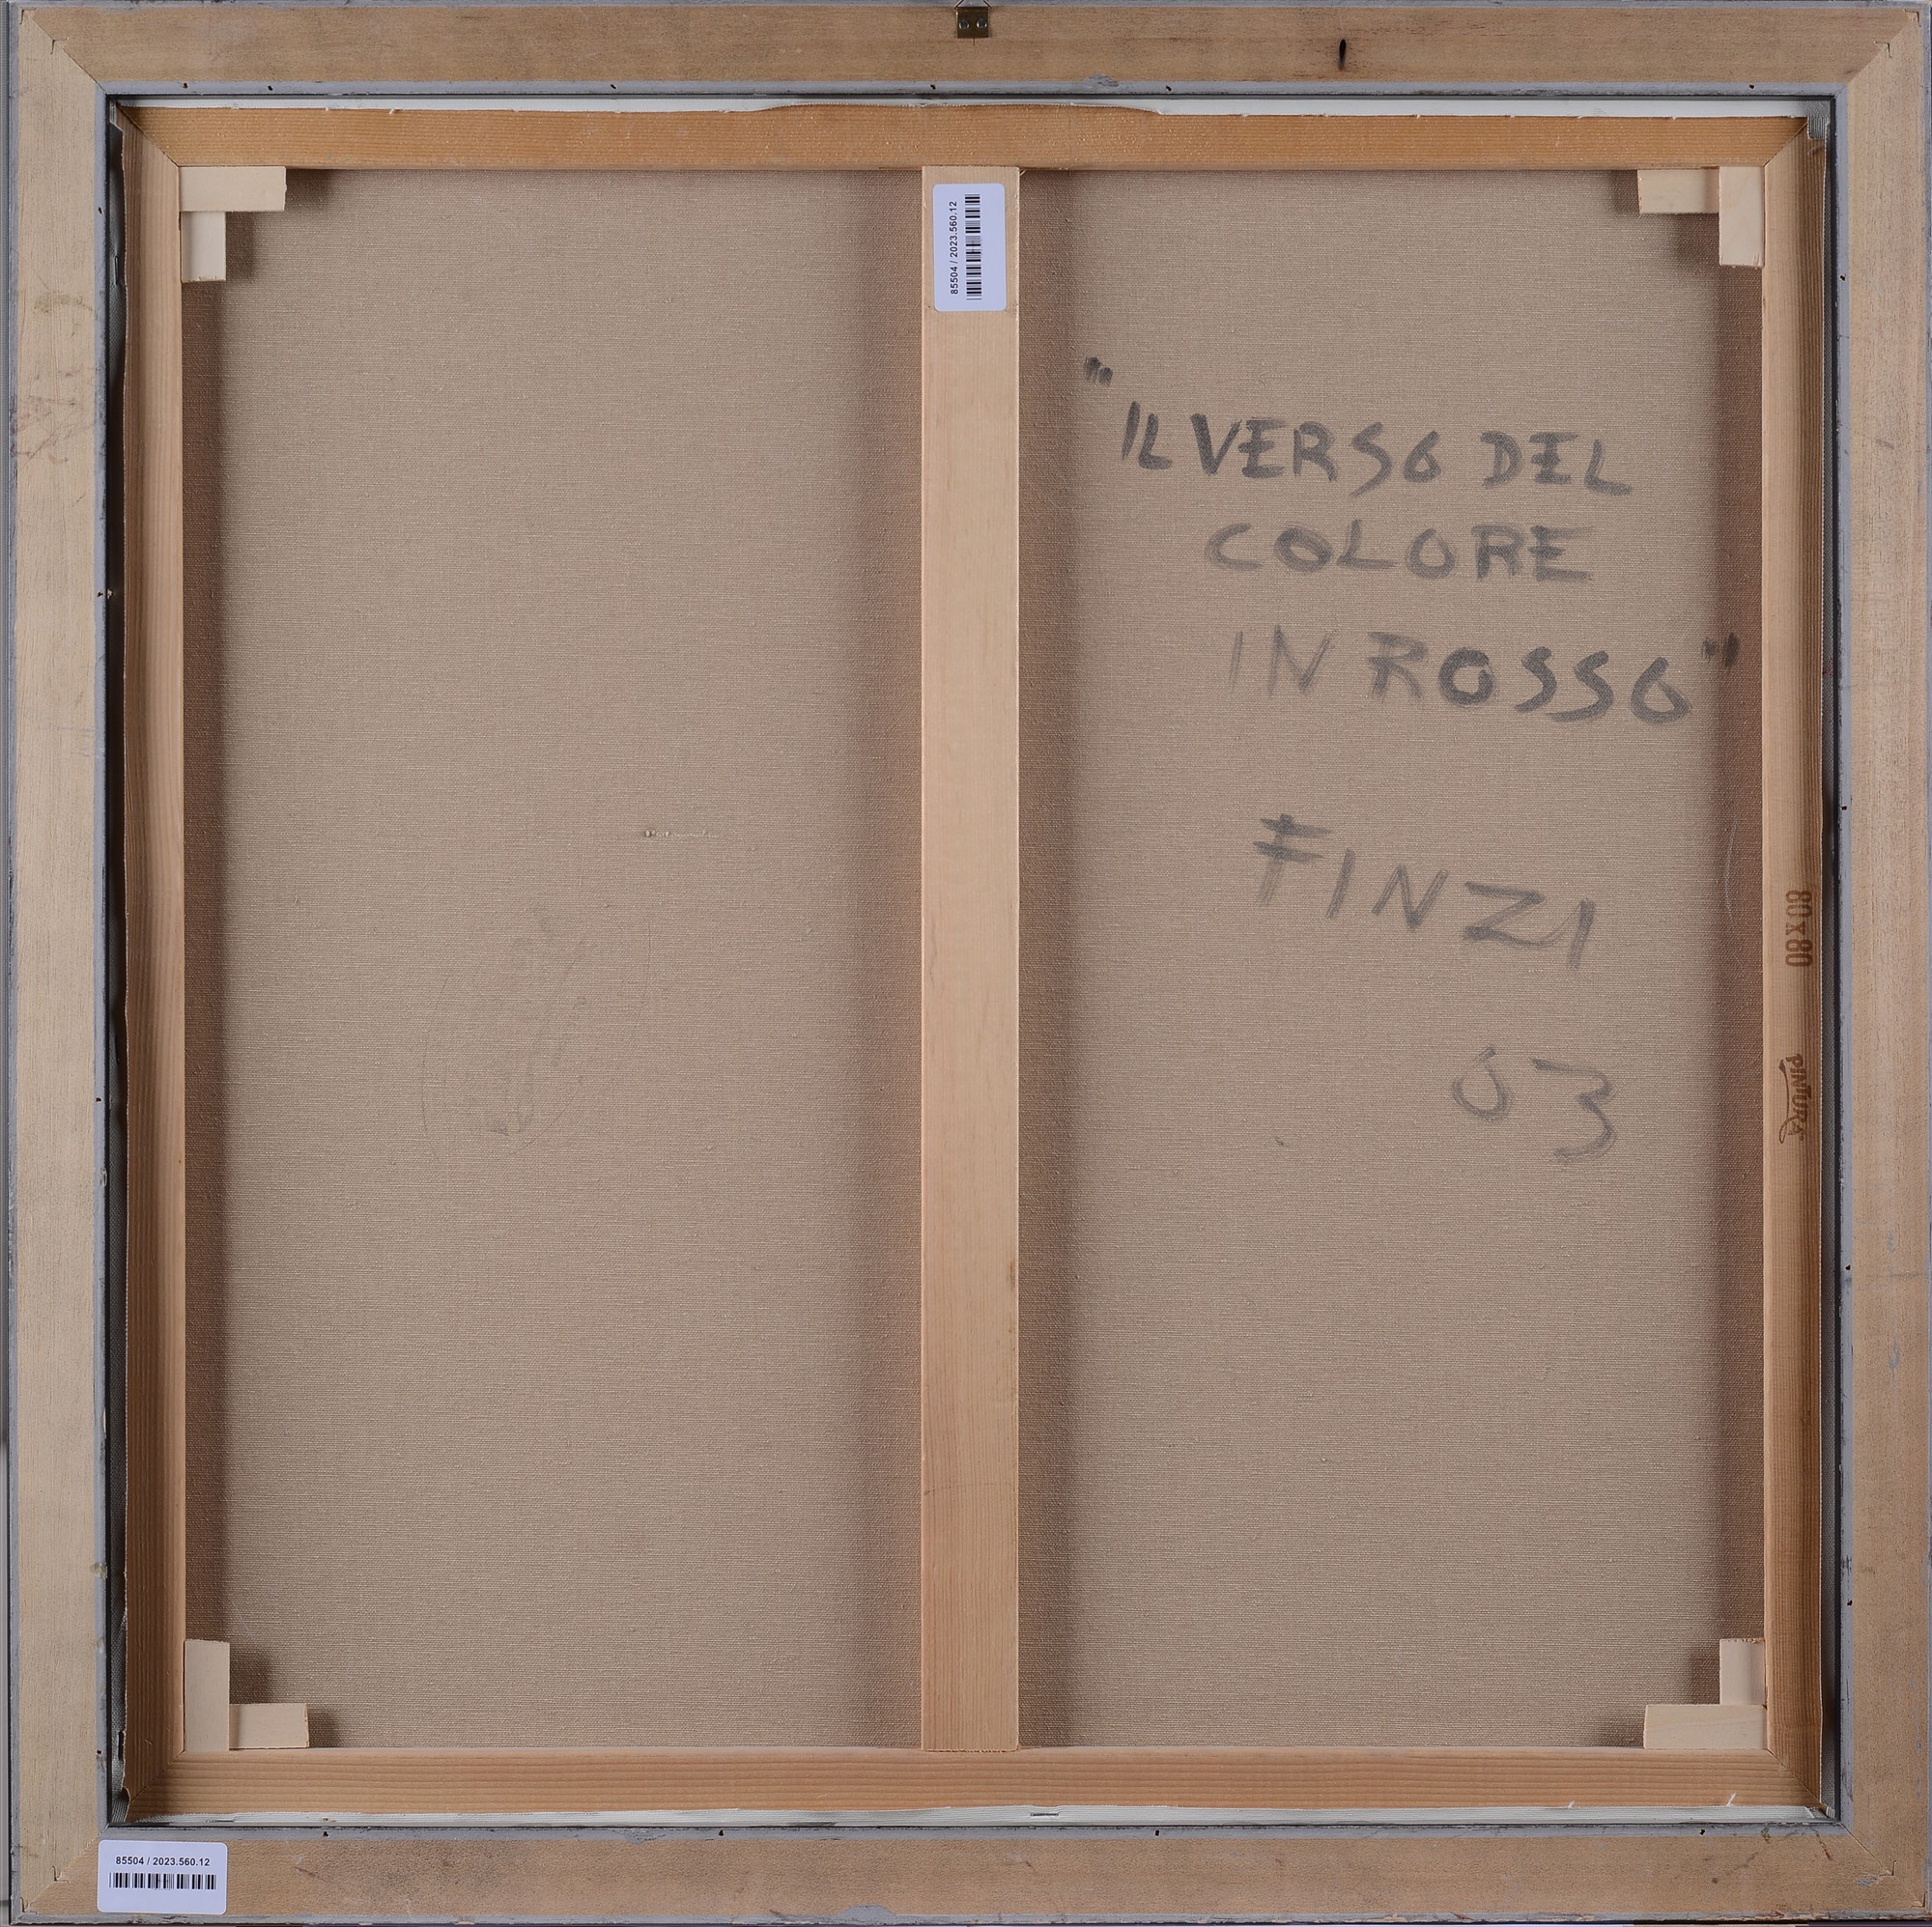 85504 / 2023.560.12
"IL VERSO DEL
COLORE
IN ROSSO"
FINZI
03
80x80
PINTURA
85504 / 2023.560.12